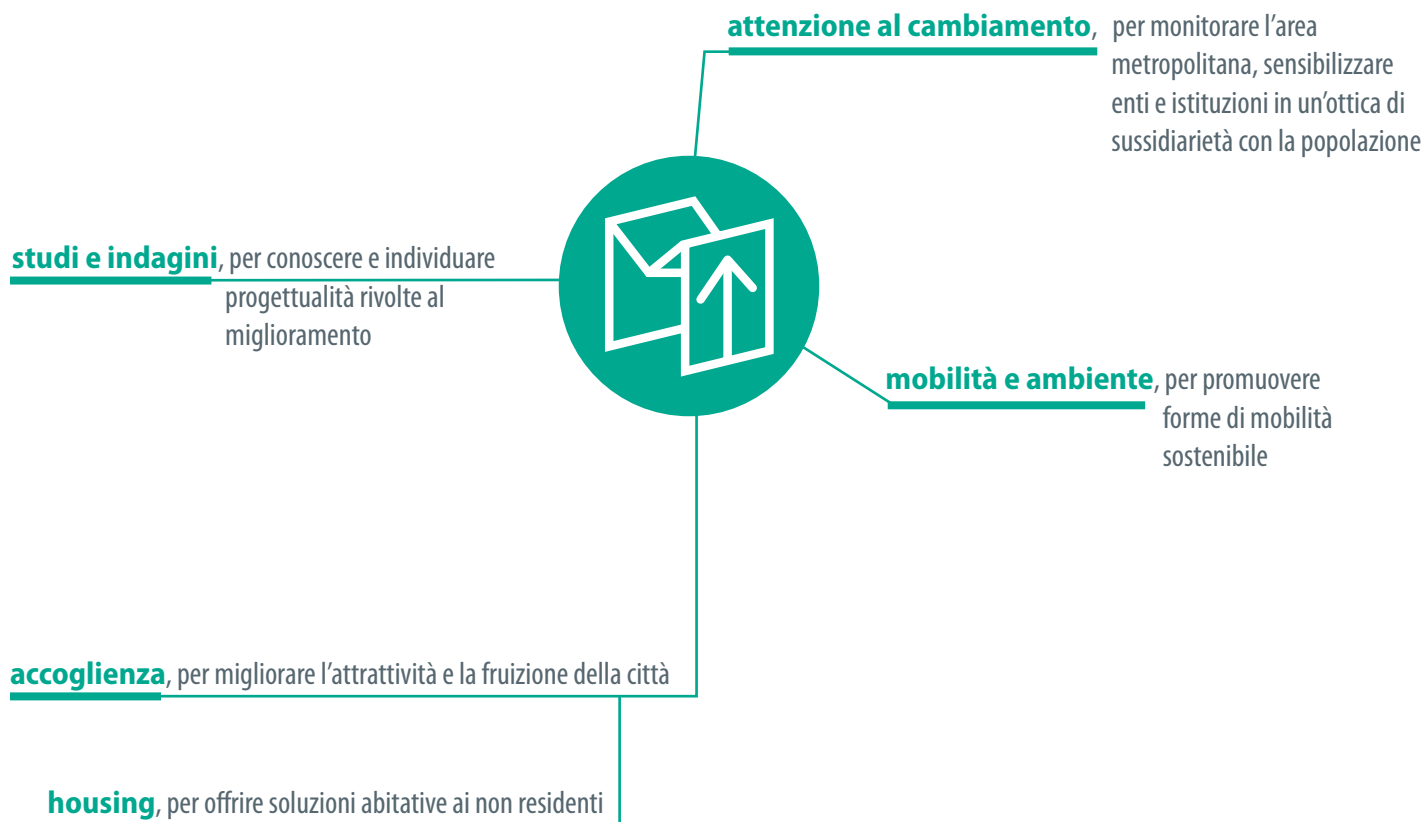 attenzione al cambiamento, per monitorare l’area
metropolitana, sensibilizzare
enti e istituzioni in un’ottica di
sussidiarietà con la popolazione
studi e indagini, per conoscere e individuare
progettualità rivolte al
miglioramento
mobilità e ambiente, per promuovere
forme di mobilità
sostenibile
accoglienza, per migliorare l’attrattività e la fruizione della città
housing, per offrire soluzioni abitative ai non residenti